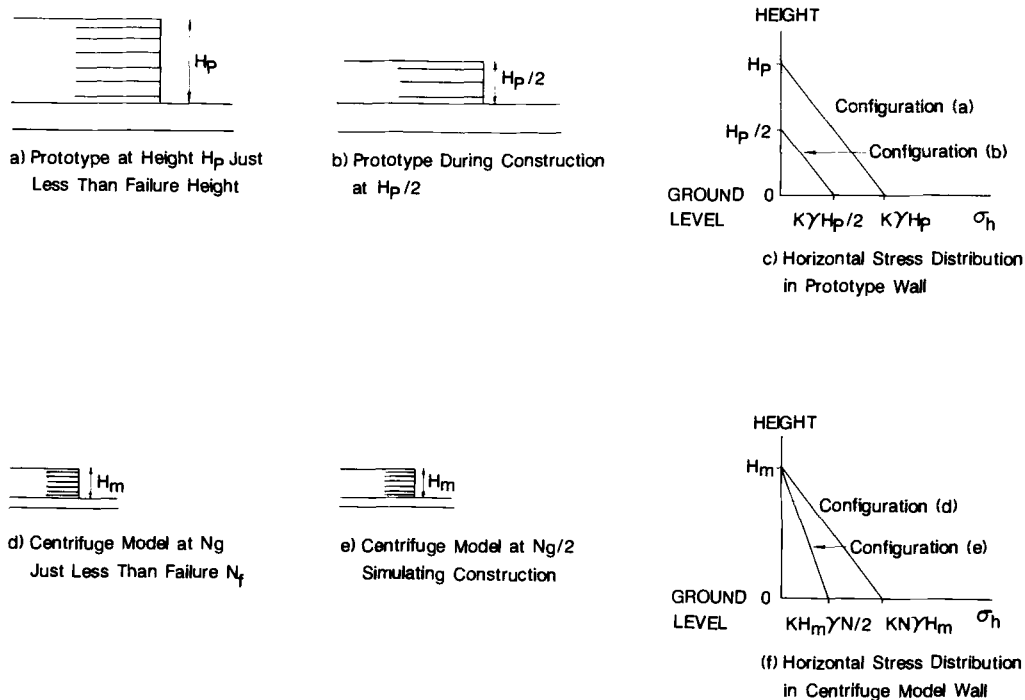 Hp
a) Prototype at Height Hp Just
Less Than Failure Height
Hp/2
b) Prototype During Construction
at Hp/2
HEIGHT
Hp
Configuration (a)
Hp/2
Configuration (b)
GROUND
LEVEL
0
KγHp/2
KγHp
σh
c) Horizontal Stress Distribution
in Prototype Wall
Hm
d) Centrifuge Model at Ng
Just Less Than Failure Nf
Hm
e) Centrifuge Model at Ng/2
Simulating Construction
HEIGHT
Hm
Configuration (d)
Configuration (e)
GROUND
LEVEL
0
KHmγN/2
KNγHm
σh
(f) Horizontal Stress Distribution
in Centrifuge Model Wall